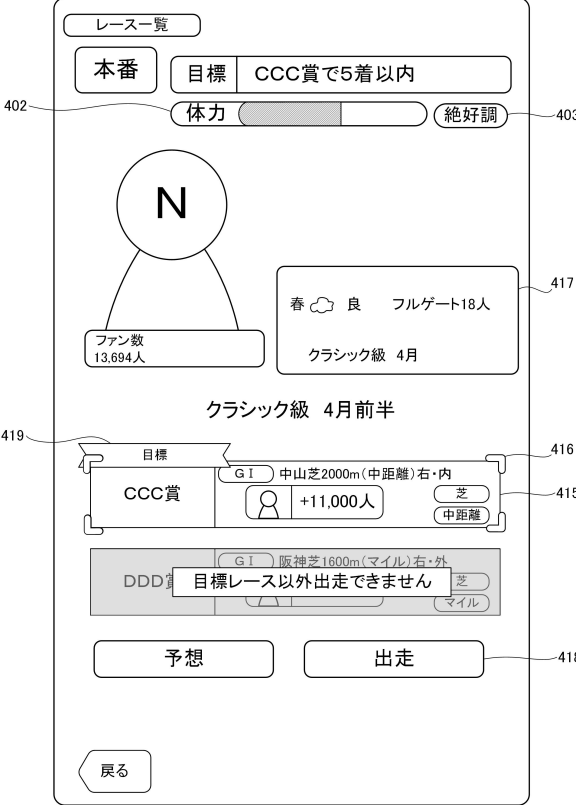 レース一覧
本番
目標 CCC賞で5着以内
402
体力
絶好調
403
N
417
春 良 フルゲート18人
クラシック級 4月
ファン数
13,694人
クラシック級 4月前半
419
目標
416
CCC賞
GI 中山芝2000m(中距離)右・内
+11,000人
芝
中距離
415
DDD賞
GI 阪神芝1600m(マイル)右・外
目標レース以外出走できません
芝
マイル
予想
出走
418
戻る